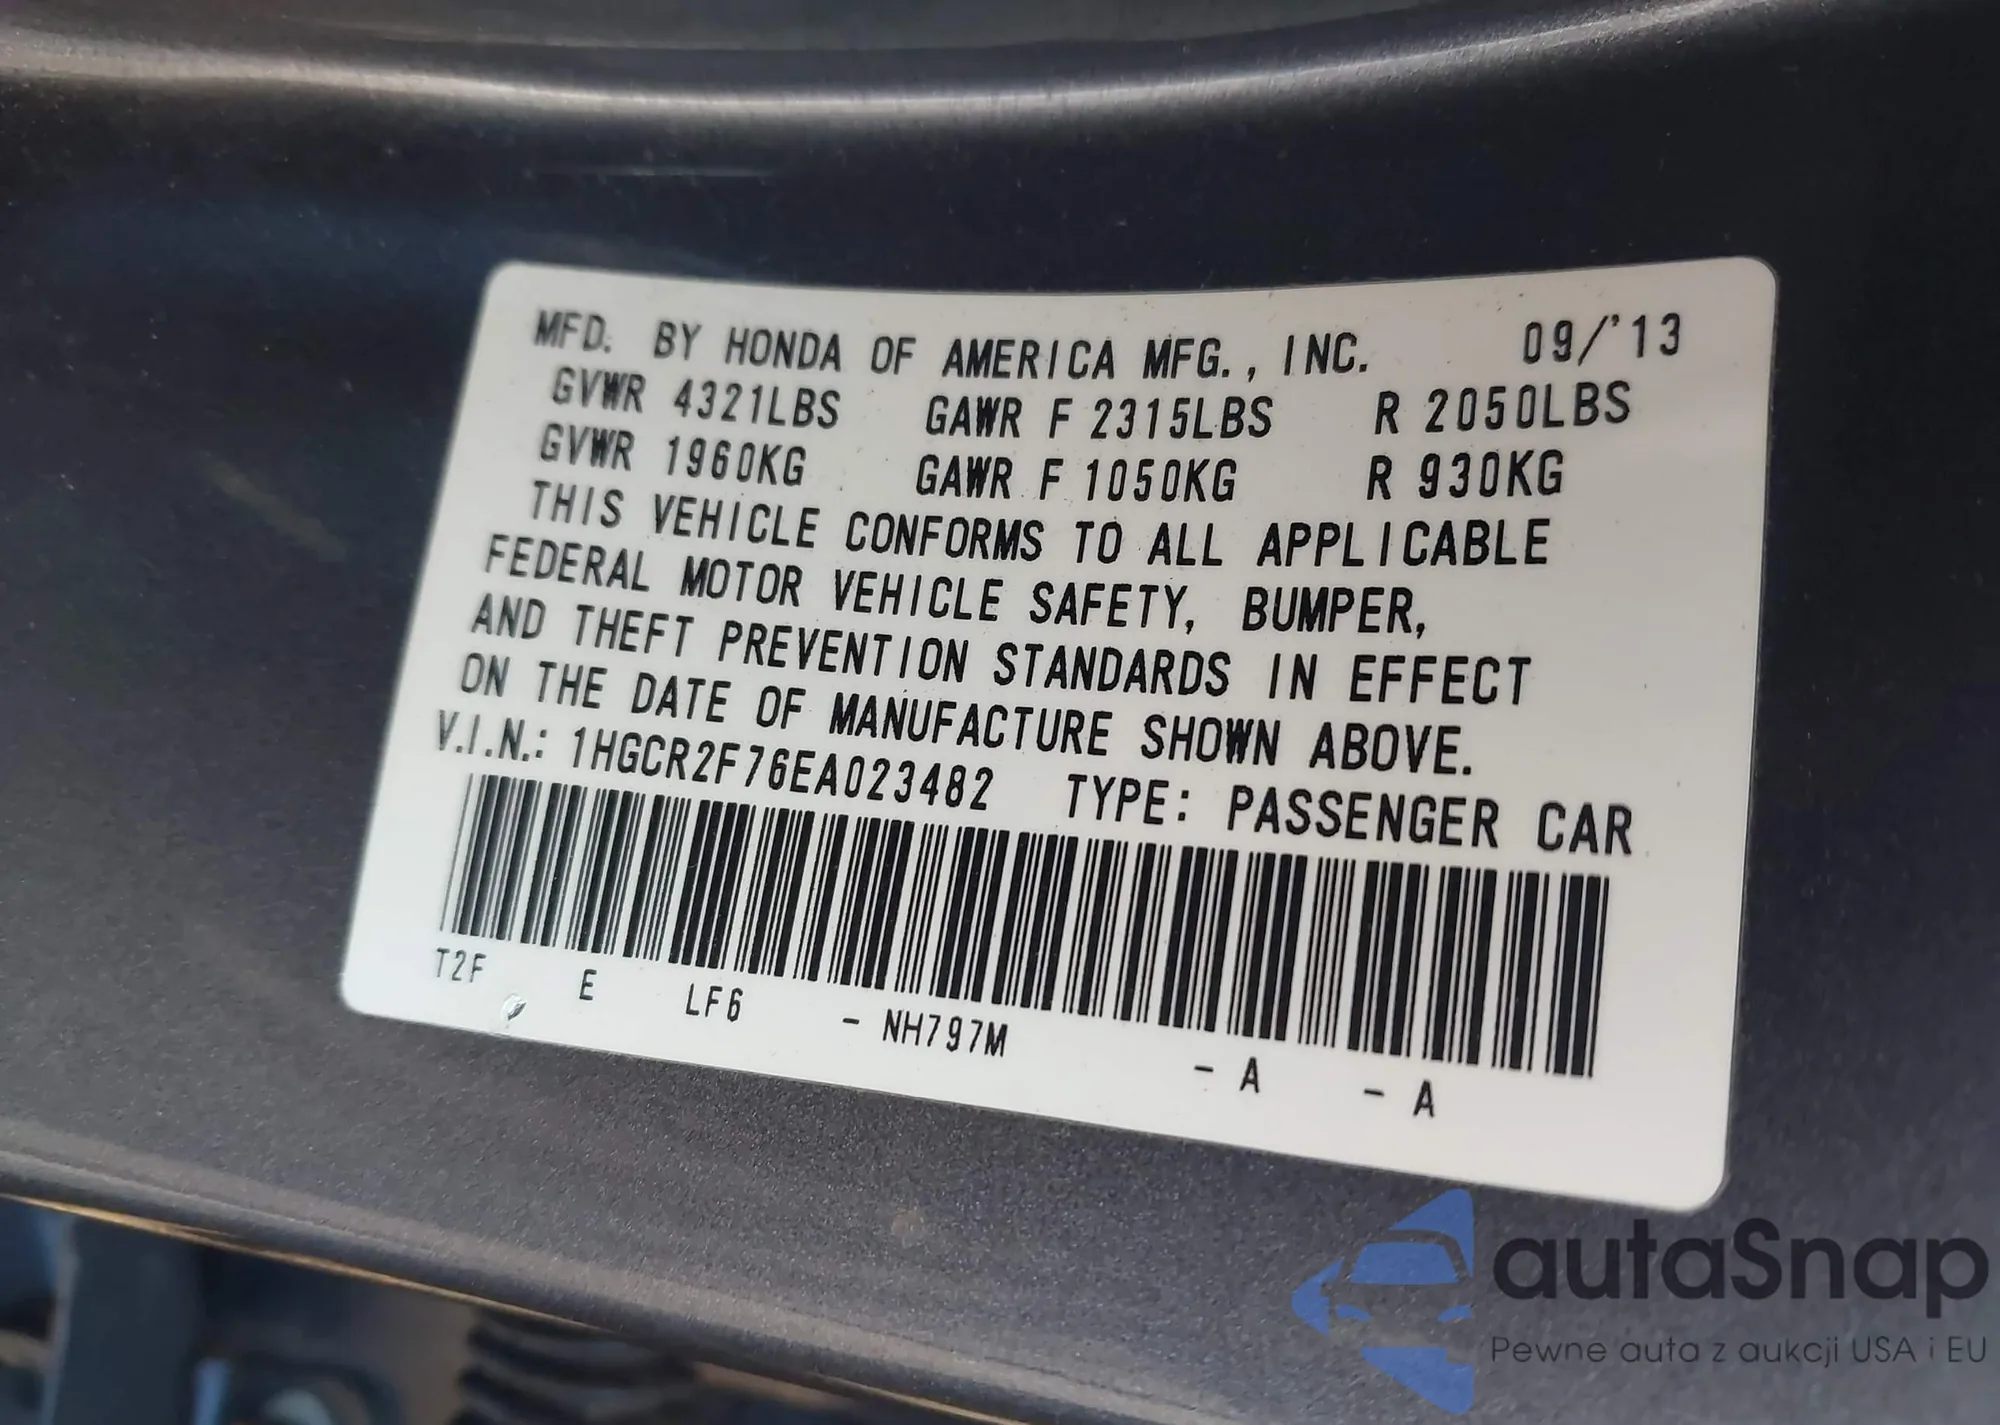 MFD. BY HONDA OF AMERICA MFG., INC. 09/'13
GVWR 4321LBS GAWR F 2315LBS R 2050LBS
GVWR 1960KG GAWR F 1050KG R 930KG
THIS VEHICLE CONFORMS TO ALL APPLICABLE
FEDERAL MOTOR VEHICLE SAFETY, BUMPER,
AND THEFT PREVENTION STANDARDS IN EFFECT
ON THE DATE OF MANUFACTURE SHOWN ABOVE.
V.I.N.: 1HGCR2F76EA023482 TYPE: PASSENGER CAR
T2F E LF6 - NH797M - A - A
autaSnap
Pewne auta z aukcji USA i EU